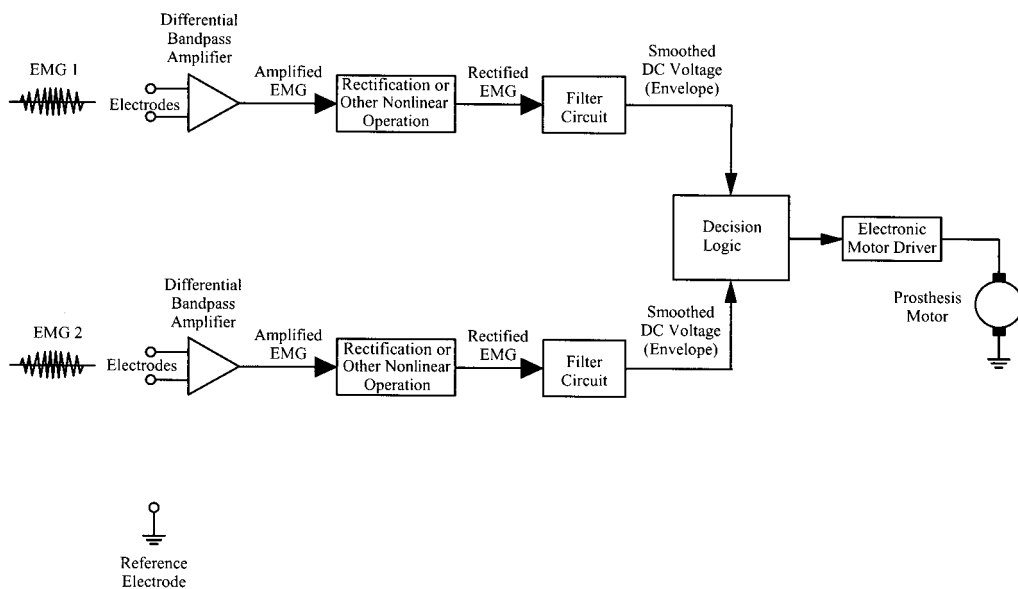 Differential
Bandpass
Amplifier
EMG 1
Electrodes
Amplified
EMG
Rectification or
Other Nonlinear
Operation
Rectified
EMG
Filter
Circuit
Smoothed
DC Voltage
(Envelope)
Decision
Logic
Electronic
Motor Driver
Prosthesis
Motor
Differential
Bandpass
Amplifier
EMG 2
Electrodes
Amplified
EMG
Rectification or
Other Nonlinear
Operation
Rectified
EMG
Filter
Circuit
Smoothed
DC Voltage
(Envelope)
Reference
Electrode